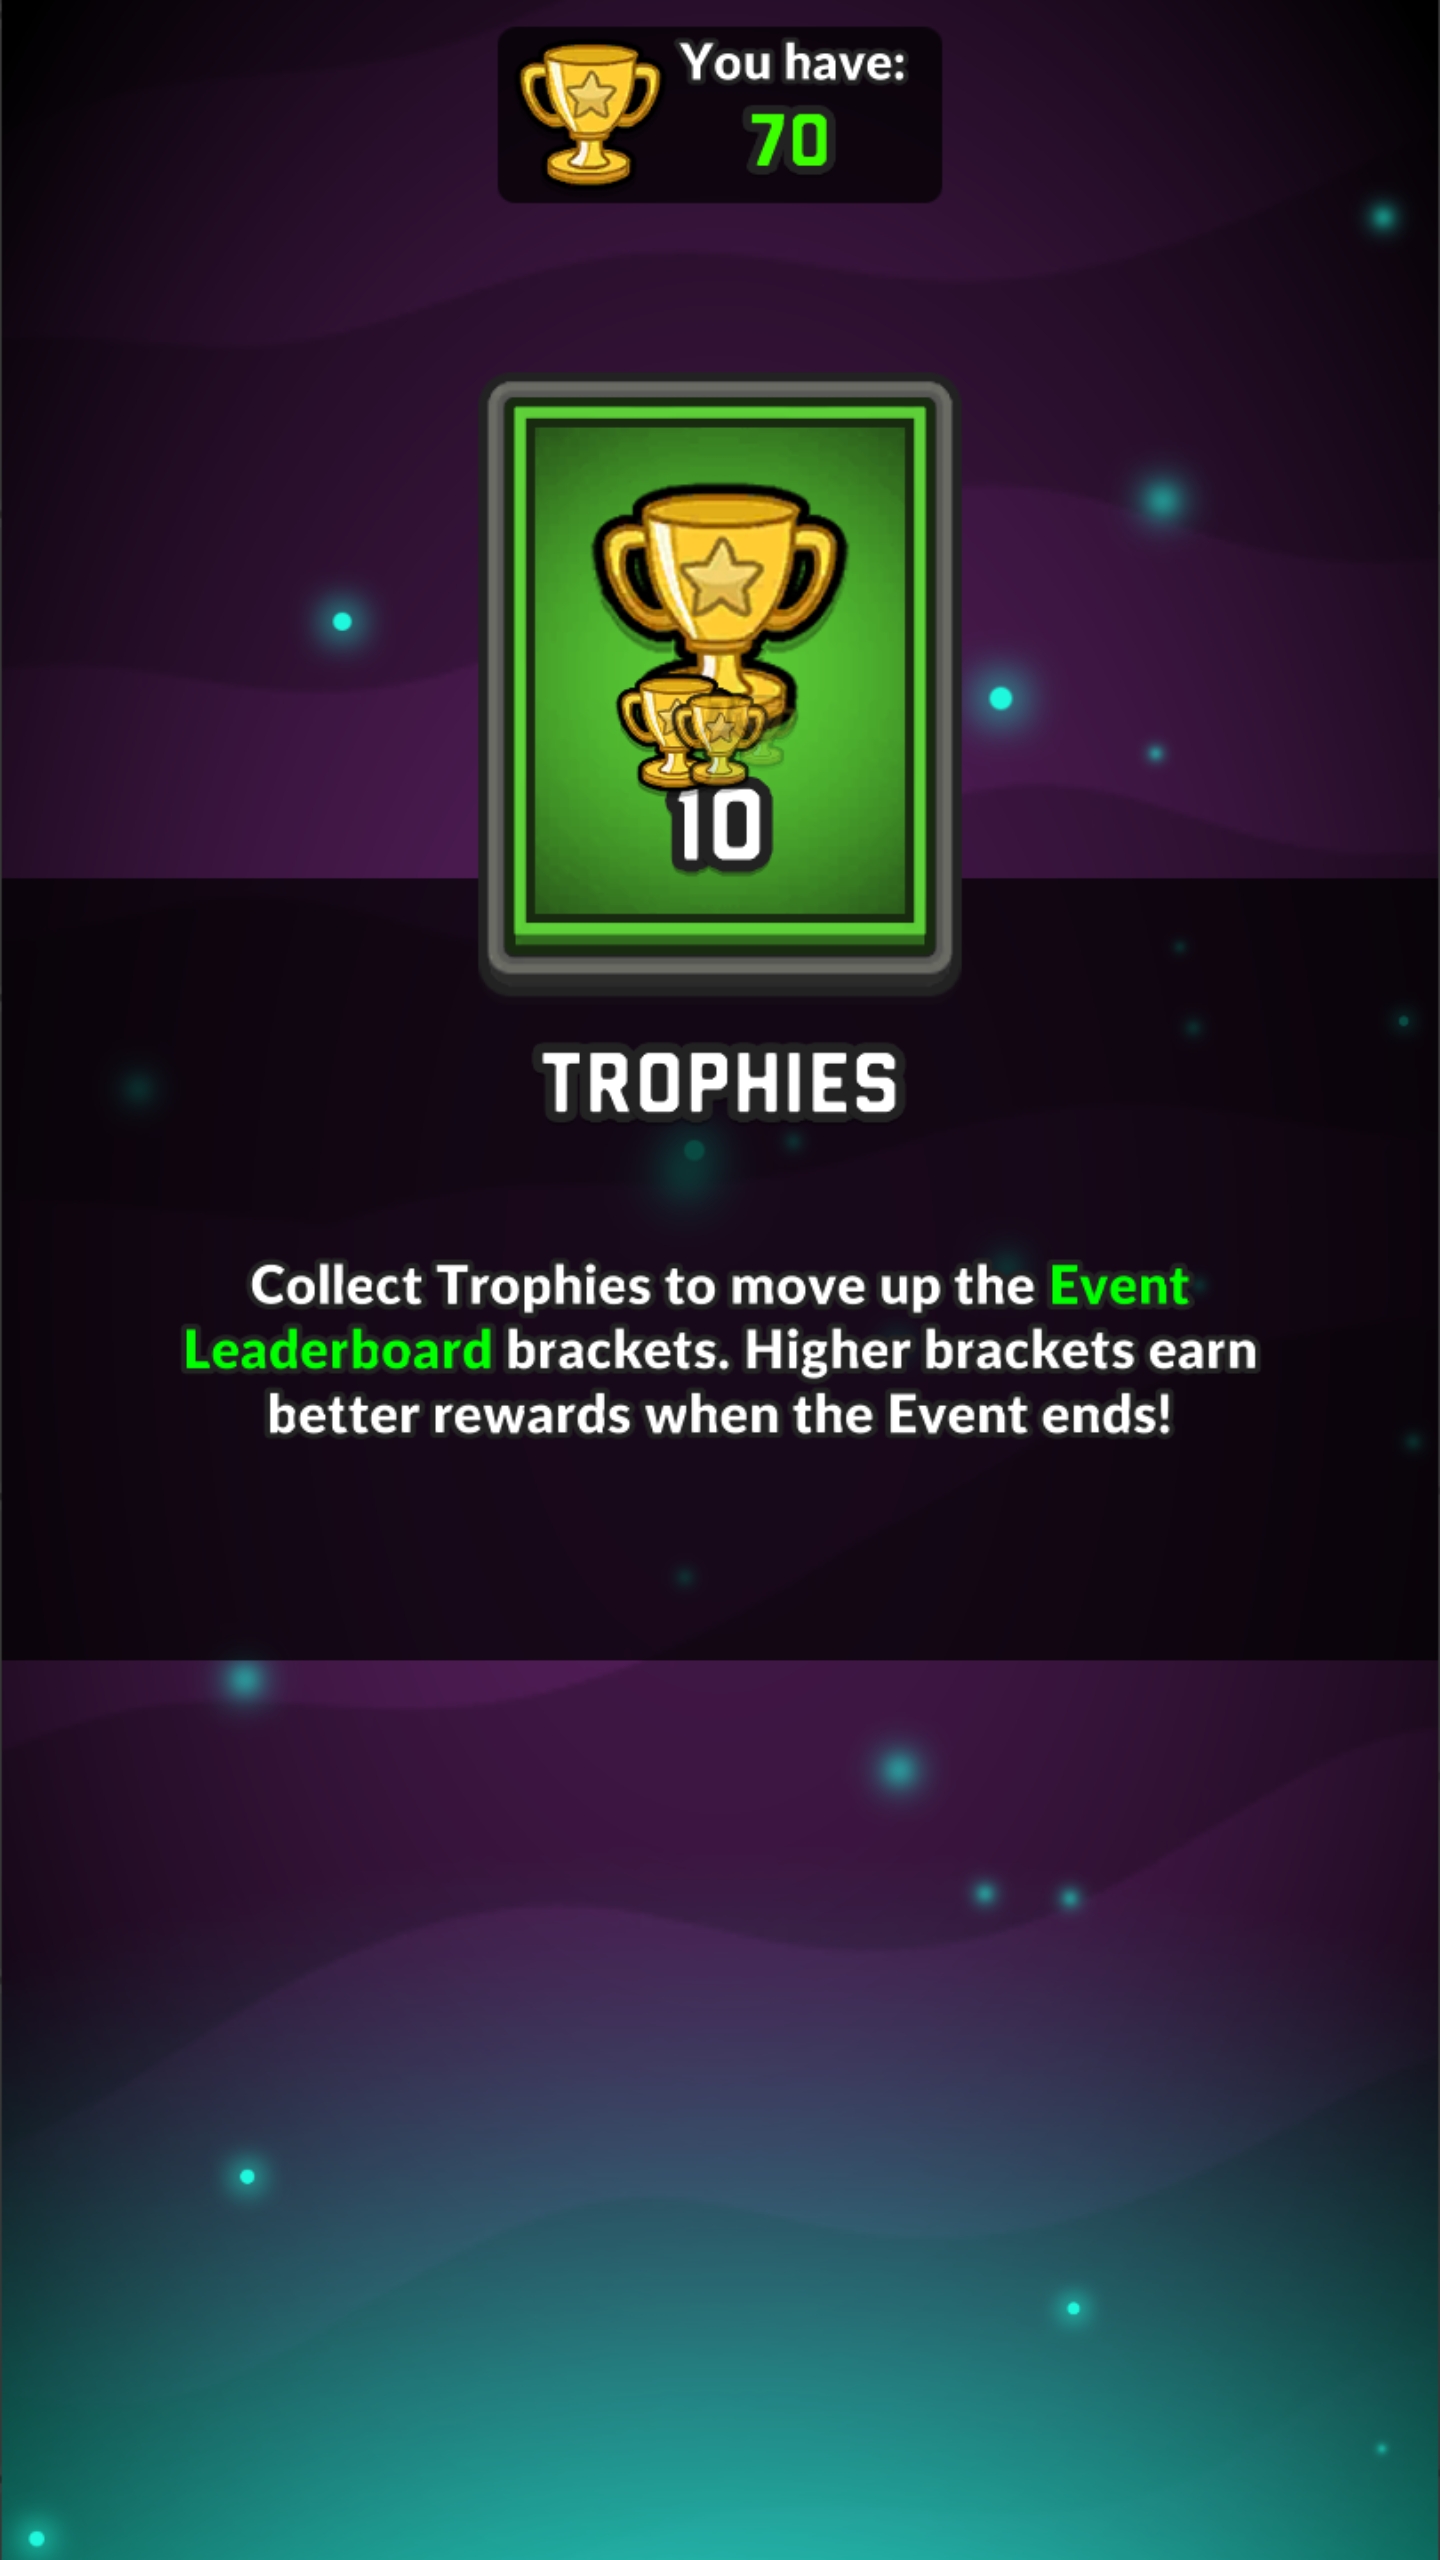 You have:
70
10
TROPHIES
Collect Trophies to move up the Event
Leaderboard brackets. Higher brackets earn
better rewards when the Event ends!